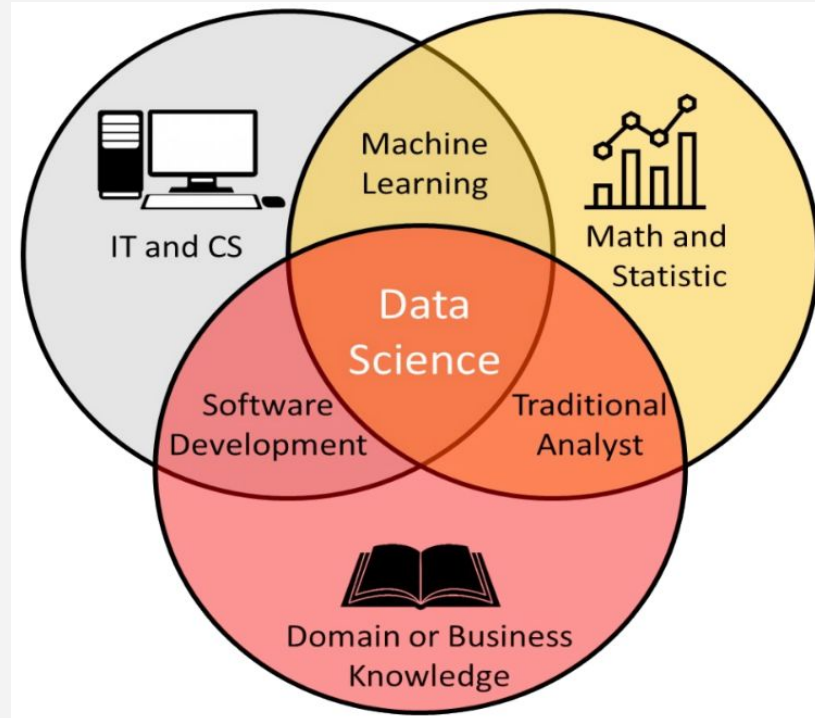 Machine
Learning
IT and CS
Math and
Statistic
Data
Science
Software
Development
Traditional
Analyst
Domain or Business
Knowledge